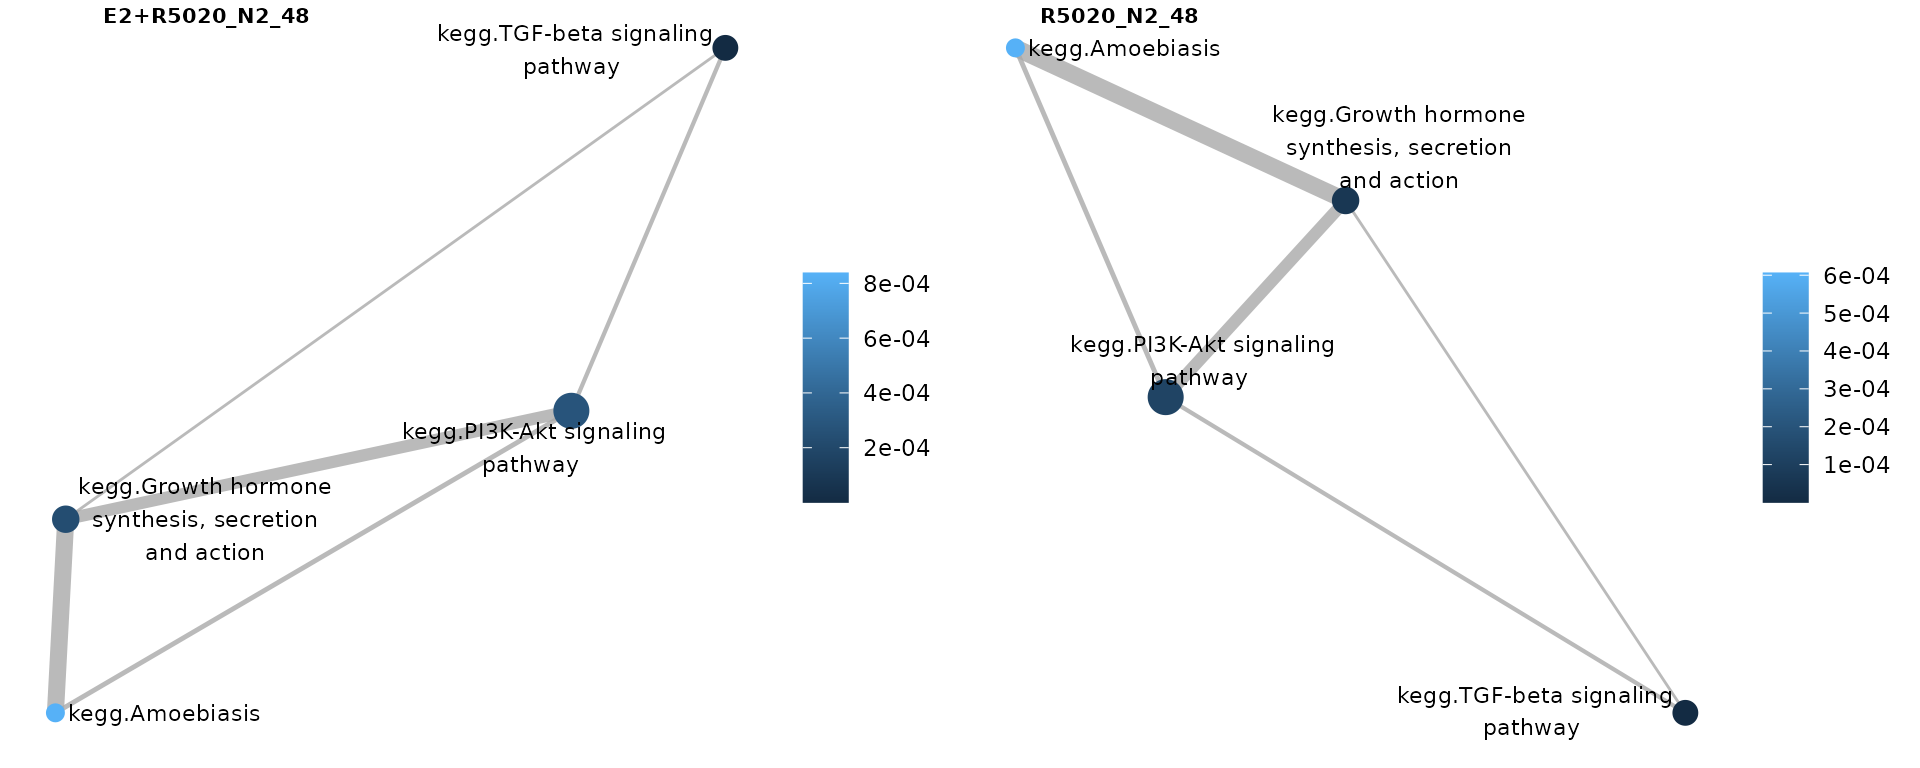 E2+R5020_N2_48
kegg.TGF-beta signaling
pathway
kegg.PI3K-Akt signaling
pathway
kegg.Growth hormone
synthesis, secretion
and action
kegg.Amoebiasis
8e-04
6e-04
4e-04
2e-04
R5020_N2_48
kegg.Amoebiasis
kegg.Growth hormone
synthesis, secretion
and action
kegg.PI3K-Akt signaling
pathway
kegg.TGF-beta signaling
pathway
6e-04
5e-04
4e-04
3e-04
2e-04
1e-04